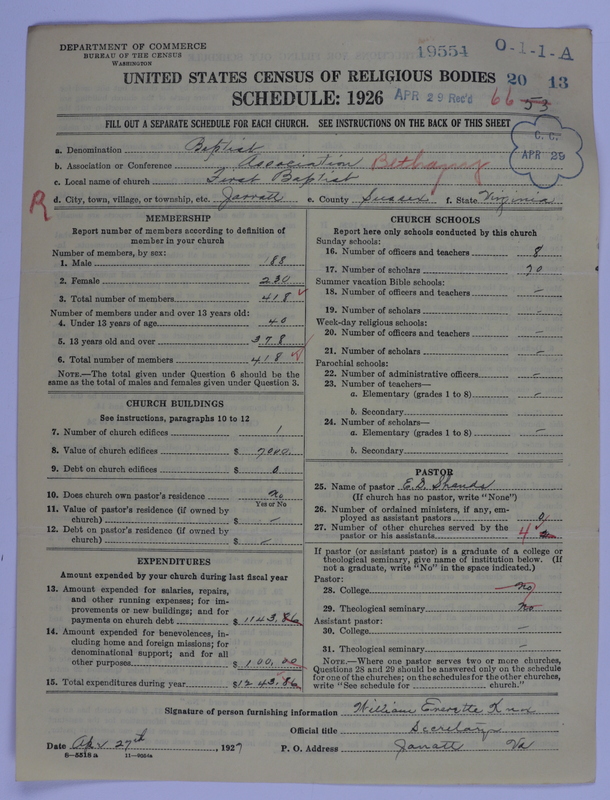 DEPARTMENT OF COMMERCE
BUREAU OF THE CENSUS
WASHINGTON
19554 0-1-1-A
UNITED STATES CENSUS OF RELIGIOUS BODIES 20 13
SCHEDULE: 1926 APR 29 Rec'd 66 53
FILL OUT A SEPARATE SCHEDULE FOR EACH CHURCH. SEE INSTRUCTIONS ON THE BACK OF THIS SHEET
C. C.
APR 29
a. Denomination Baptist
b. Association or Conference Association Bethany
c. Local name of church First Baptist
R
d. City, town, village, or township, etc. Jarratt e. County Sussex f. State Virginia
MEMBERSHIP
Report number of members according to definition of
member in your church
Number of members, by sex:
1. Male 188
2. Female 230
3. Total number of members 418
Number of members under and over 13 years old:
4. Under 13 years of age 40
5. 13 years old and over 378
6. Total number of members 418
NOTE.—The total given under Question 6 should be
same as the total of males and females given under Question 3.
CHURCH BUILDINGS
See instructions, paragraphs 10 to 12
7. Number of church edifices 1
8. Value of church edifices $ 7000
9. Debt on church edifices $ 0
10. Does church own pastor's residence No
Yes or No
11. Value of pastor's residence (if owned by
church) $ –
12. Debt on pastor's residence (if owned by
church) $ –
EXPENDITURES
Amount expended by your church during last fiscal year
13. Amount expended for salaries, repairs,
and other running expenses; for im-
provements or new buildings; and for
payments on church debt $ 1143.86
14. Amount expended for benevolences, in-
cluding home and foreign missions; for
denominational support; and for all
other purposes $ 100.00
15. Total expenditures during year $1243.86
CHURCH SCHOOLS
Report here only schools conducted by this church
Sunday schools:
16. Number of officers and teachers 8
17. Number of scholars 70
Summer vacation Bible schools:
18. Number of officers and teachers –
19. Number of scholars –
Week-day religious schools:
20. Number of officers and teachers –
21. Number of scholars –
Parochial schools:
22. Number of administrative officers –
23. Number of teachers—
a. Elementary (grades 1 to 8) –
b. Secondary
24. Number of scholars—
a. Elementary (grades 1 to 8) –
b. Secondary –
PASTOR
25. Name of pastor E. D. Shands
(If church has no pastor, write "None")
26. Number of ordained ministers, if any, em-
ployed as assistant pastors 0
27. Number of other churches served by the
pastor or his assistants 4
If pastor (or assistant pastor) is a graduate of a college or
theological seminary, give name of institution below. (If
not a graduate, write "No" in the space indicated.)
Pastor:
28. College No
29. Theological seminary No
Assistant pastor:
30. College –
31. Theological seminary –
NOTE.—Where one pastor serves two or more churches,
Questions 28 and 29 should be answered only on the schedule
for one of the churches; on the schedules for the other churches,
write "See schedule for church."
Signature of person furnishing information William Everette Knox
Official title Secretary
Date Apr 27th, 1927 P. O. Address Jarratt Va
8-5518a 11-9054a